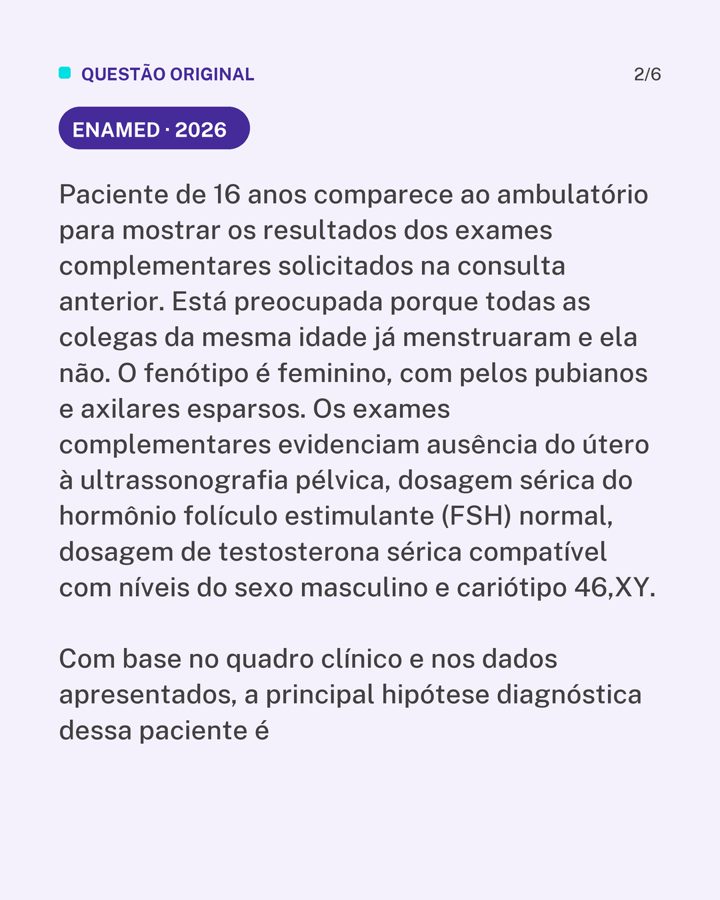 QUESTÃO ORIGINAL
2/6
ENAMED · 2026
Paciente de 16 anos comparece ao ambulatório
para mostrar os resultados dos exames
complementares solicitados na consulta
anterior. Está preocupada porque todas as
colegas da mesma idade já menstruaram e ela
não. O fenótipo é feminino, com pelos pubianos
e axilares esparsos. Os exames
complementares evidenciam ausência do útero
à ultrassonografia pélvica, dosagem sérica do
hormônio folículo estimulante (FSH) normal,
dosagem de testosterona sérica compatível
com níveis do sexo masculino e cariótipo 46,XY.
Com base no quadro clínico e nos dados
apresentados, a principal hipótese diagnóstica
dessa paciente é